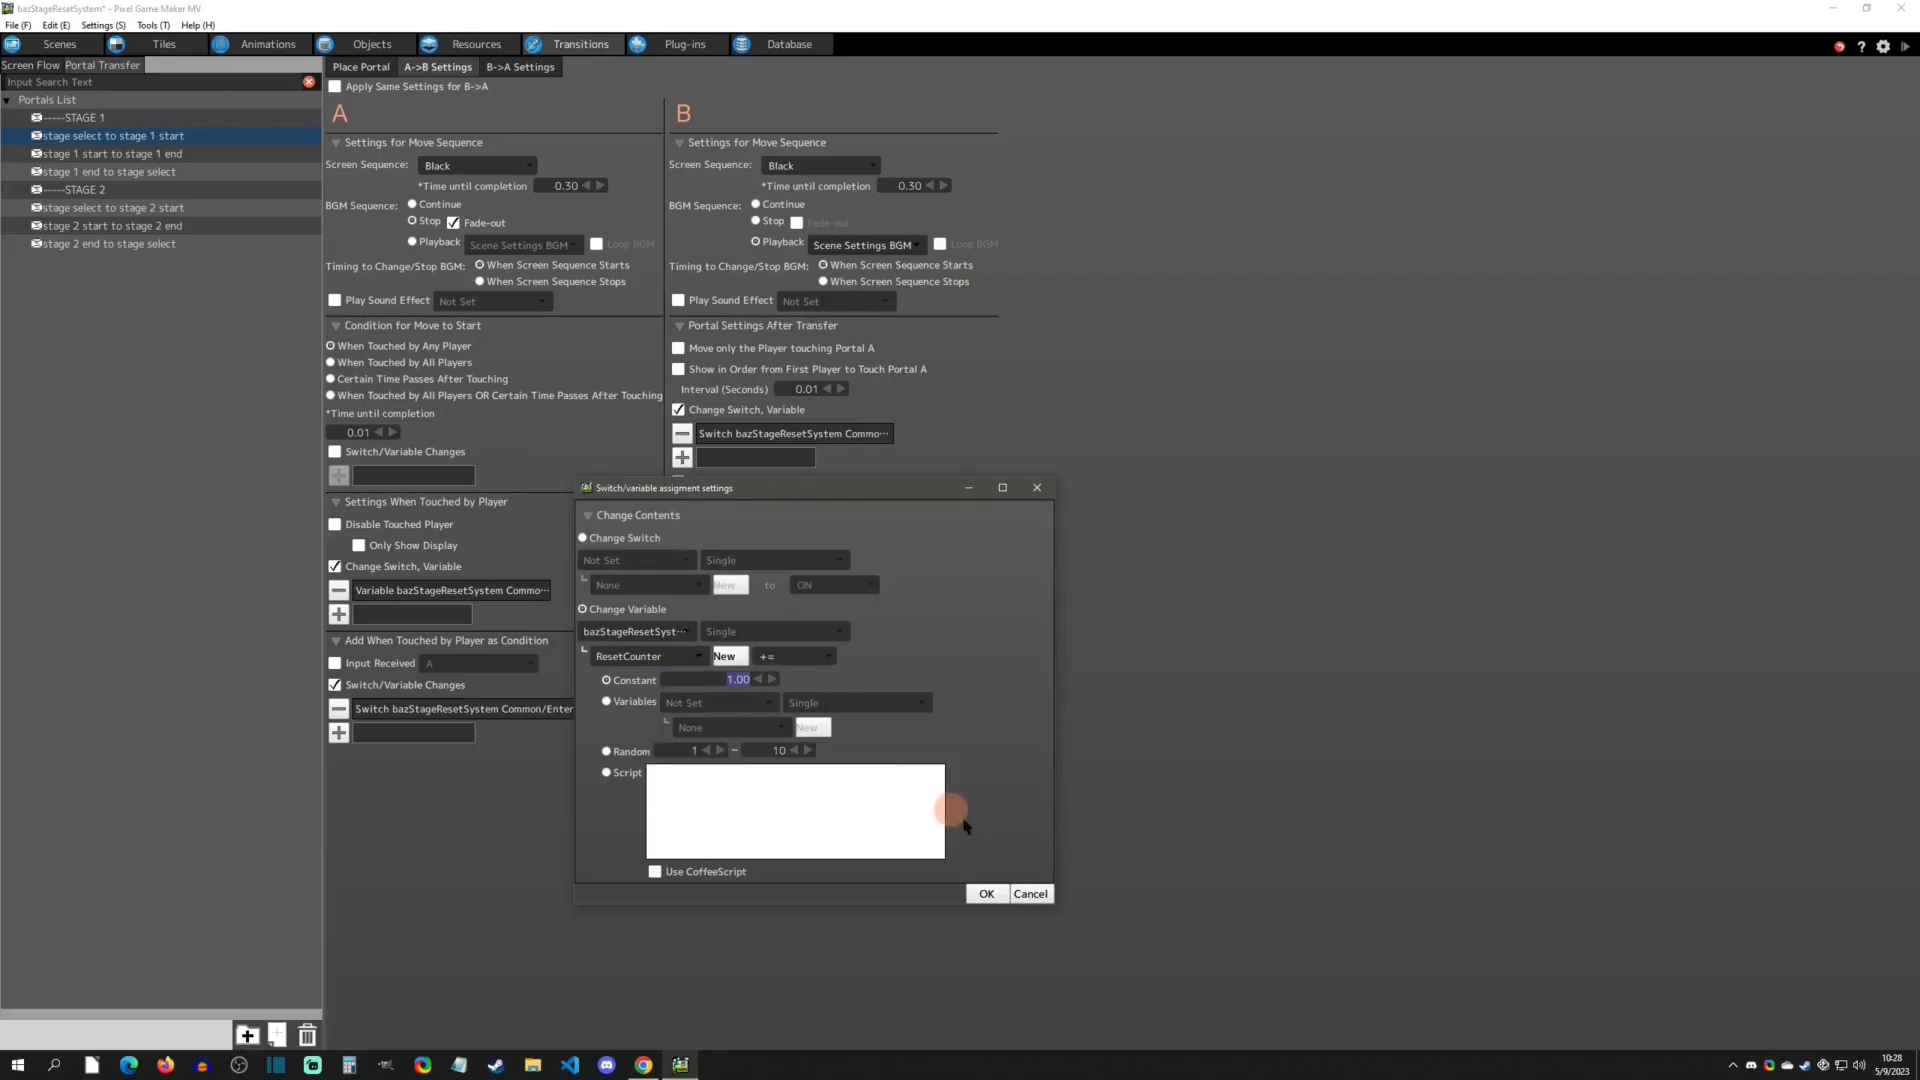 bazStageResetSystem* - Pixel Game Maker MV
File (F) Edit (E) Settings (S) Tools (T) Help (H)
Scenes Tiles Animations Objects Resources Transitions Plug-ins Database
Screen Flow Portal Transfer
Input Search Text
Portals List
-----STAGE 1
stage select to stage 1 start
stage 1 start to stage 1 end
stage 1 end to stage select
-----STAGE 2
stage select to stage 2 start
stage 2 start to stage 2 end
stage 2 end to stage select
Place Portal A->B Settings B->A Settings
Apply Same Settings for B->A
A
Settings for Move Sequence
Screen Sequence: Black
*Time until completion 0.30
BGM Sequence: Continue
Stop Fade-out
Playback Scene Settings BGM Loop BGM
Timing to Change/Stop BGM: When Screen Sequence Starts
When Screen Sequence Stops
Play Sound Effect Not Set
Condition for Move to Start
When Touched by Any Player
When Touched by All Players
Certain Time Passes After Touching
When Touched by All Players OR Certain Time Passes After Touching
*Time until completion
0.01
Switch/Variable Changes
Settings When Touched by Player
Disable Touched Player
Only Show Display
Change Switch, Variable
Variable bazStageResetSystem Commo···
Add When Touched by Player as Condition
Input Received A
Switch/Variable Changes
Switch bazStageResetSystem Common/Enter
B
Settings for Move Sequence
Screen Sequence: Black
*Time until completion 0.30
BGM Sequence: Continue
Stop Fade-out
Playback Scene Settings BGM Loop BGM
Timing to Change/Stop BGM: When Screen Sequence Starts
When Screen Sequence Stops
Play Sound Effect Not Set
Portal Settings After Transfer
Move only the Player touching Portal A
Show in Order from First Player to Touch Portal A
Interval (Seconds) 0.01
Change Switch, Variable
Switch bazStageResetSystem Commo···
Switch/variable assigment settings
Change Contents
Change Switch
Not Set Single
None New to ON
Change Variable
bazStageResetSyst··· Single
ResetCounter New +=
Constant 1.00
Variables Not Set Single
None New
Random 1 ~ 10
Script
Use CoffeeScript
OK Cancel
10:28
5/9/2023